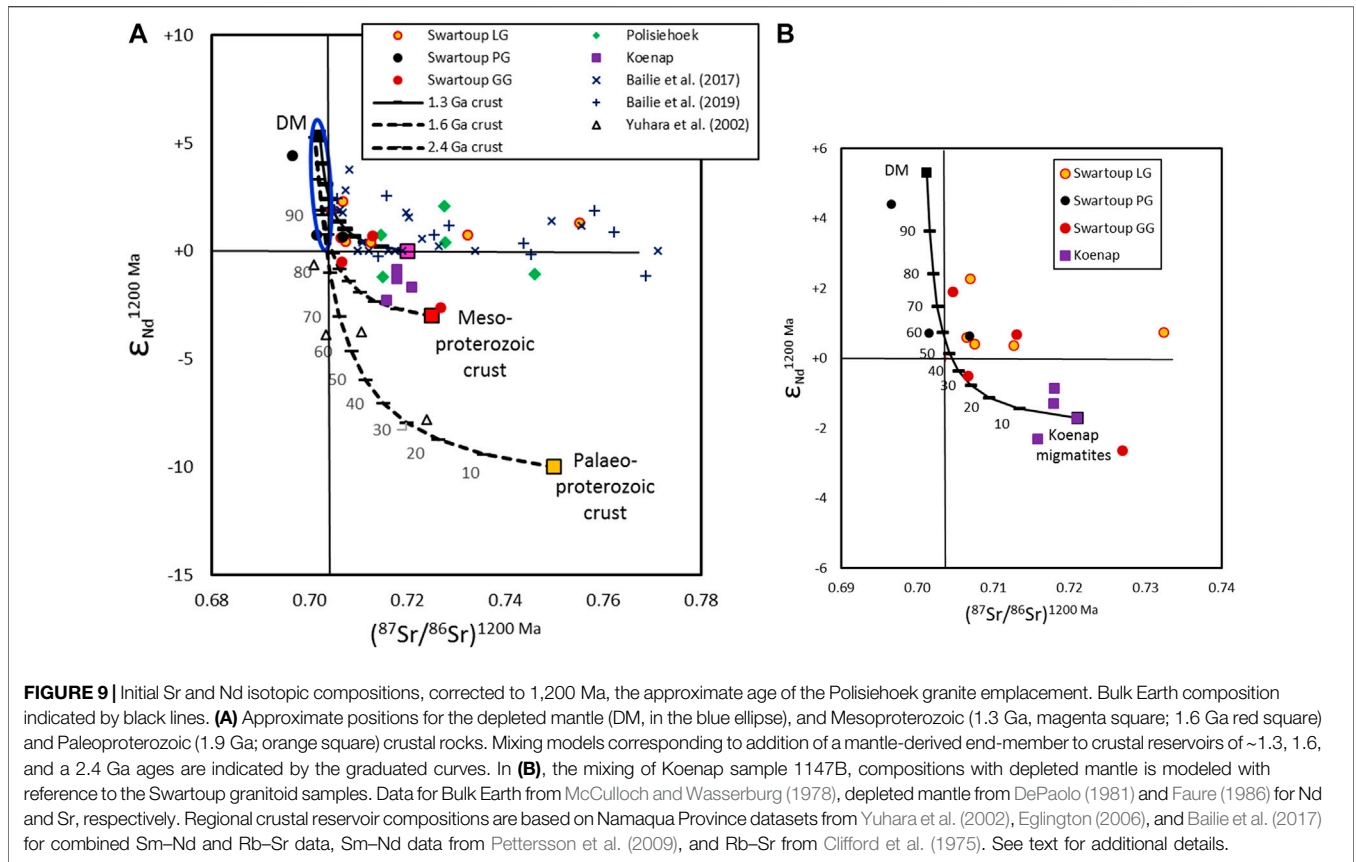 A
B
+10
+5
+0
-5
-10
-15
εNd 1200 Ma
0.68
0.70
0.72
0.74
0.76
0.78
(87Sr/86Sr)1200 Ma
Swartoup LG
Swartoup PG
Swartoup GG
1.3 Ga crust
1.6 Ga crust
2.4 Ga crust
Polisiehoek
Koenap
Bailie et al. (2017)
Bailie et al. (2019)
Yuhara et al. (2002)
DM
90
80
70
60
50
40
30
20
10
Meso-
proterozoic
crust
Palaeo-
proterozoic
crust
+6
+4
+2
+0
-2
-4
-6
εNd 1200 Ma
0.69
0.70
0.71
0.72
0.73
0.74
(87Sr/86Sr)1200 Ma
Swartoup LG
Swartoup PG
Swartoup GG
Koenap
DM
90
80
70
60
50
40
30
20
10
Koenap
migmatites
FIGURE 9 | Initial Sr and Nd isotopic compositions, corrected to 1,200 Ma, the approximate age of the Polisiehoek granite emplacement. Bulk Earth composition
indicated by black lines. (A) Approximate positions for the depleted mantle (DM, in the blue ellipse), and Mesoproterozoic (1.3 Ga, magenta square; 1.6 Ga red square)
and Paleoproterozoic (1.9 Ga; orange square) crustal rocks. Mixing models corresponding to addition of a mantle-derived end-member to crustal reservoirs of ~1.3, 1.6,
and a 2.4 Ga ages are indicated by the graduated curves. In (B), the mixing of Koenap sample 1147B, compositions with depleted mantle is modeled with
reference to the Swartoup granitoid samples. Data for Bulk Earth from McCulloch and Wasserburg (1978), depleted mantle from DePaolo (1981) and Faure (1986) for Nd
and Sr, respectively. Regional crustal reservoir compositions are based on Namaqua Province datasets from Yuhara et al. (2002), Eglington (2006), and Bailie et al. (2017)
for combined Sm–Nd and Rb–Sr data, Sm–Nd data from Pettersson et al. (2009), and Rb–Sr from Clifford et al. (1975). See text for additional details.